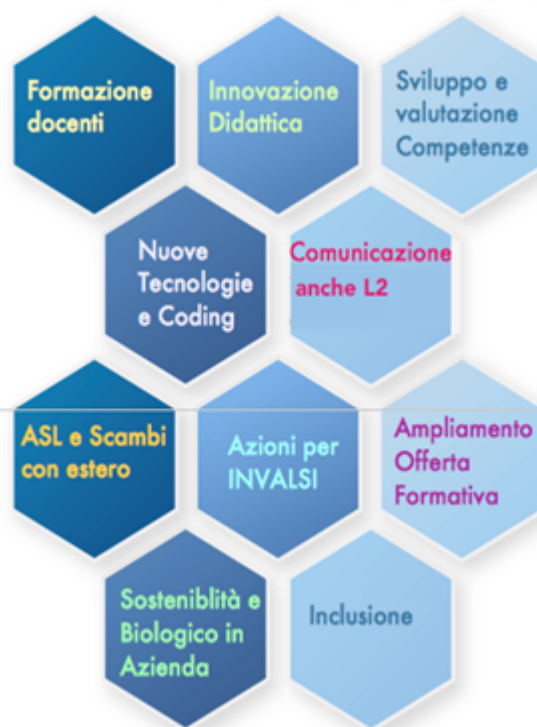 Formazione
docenti
Innovazione
Didattica
Sviluppo e
valutazione
Competenze
Nuove
Tecnologie
e Coding
Comunicazione
anche L2
ASL e Scambi
con estero
Azioni per
INVALSI
Ampliamento
Offerta
Formativa
Sosteniblità e
Biologico in
Azienda
Inclusione